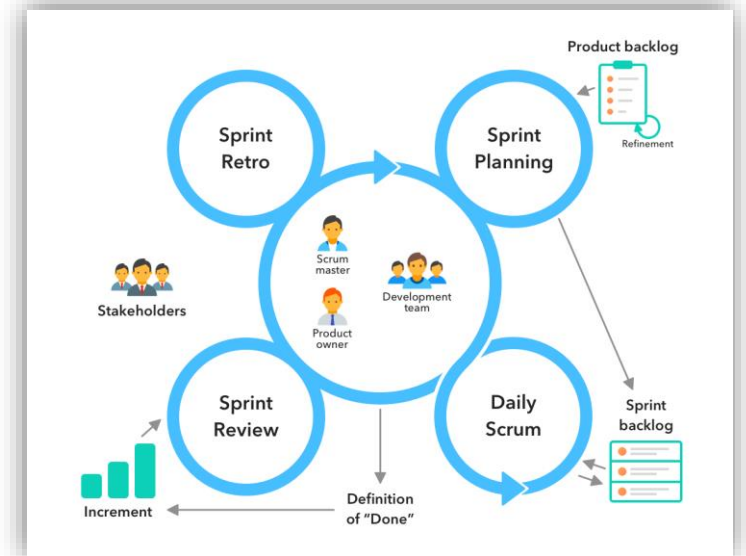 Product backlog
Refinement
Sprint
Retro
Sprint
Planning
Scrum
master
Development
team
Product
owner
Stakeholders
Sprint
Review
Daily
Scrum
Sprint
backlog
Increment
Definition
of "Done"